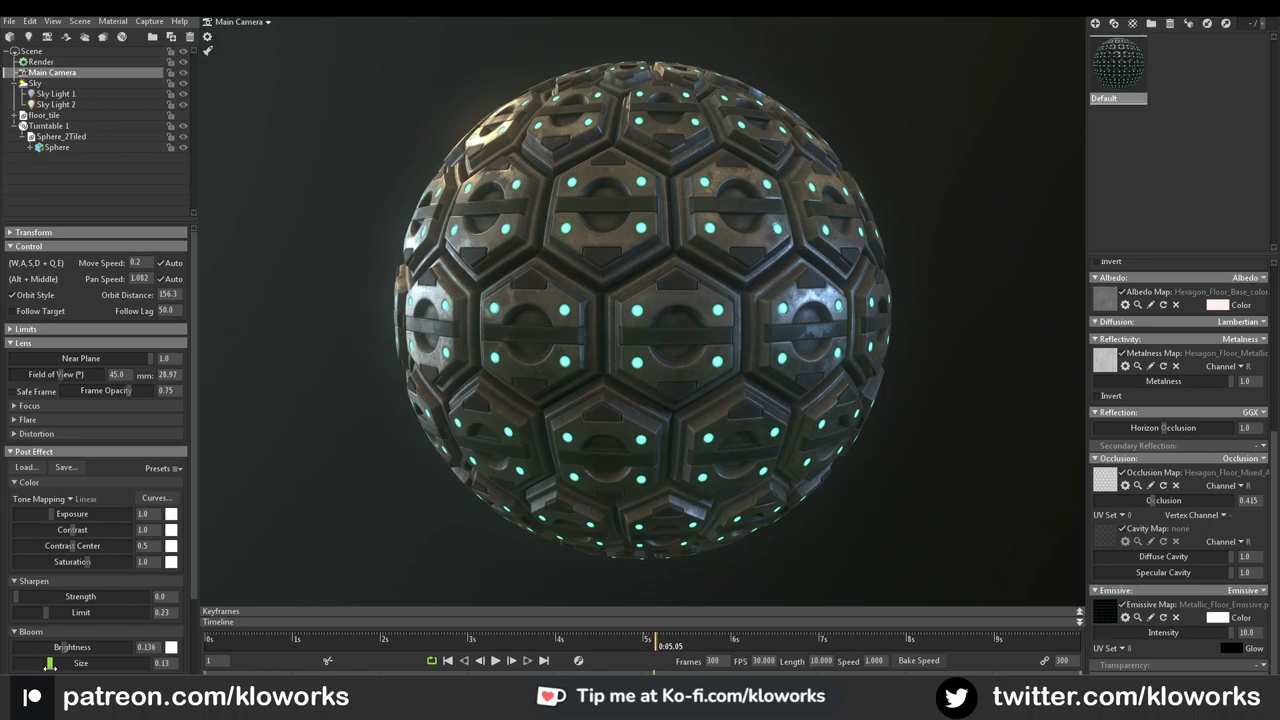 File Edit View Scene Material Capture Help
Main Camera
Scene
Render
Main Camera
Sky
Sky Light 1
Sky Light 2
floor_tile
Turntable 1
Sphere_2Tiled
Sphere
Transform
Control
(W,A,S,D + Q,E) Move Speed: 0.2 Auto
(Alt + Middle) Pan Speed: 1.082 Auto
Orbit Style Orbit Distance: 156.3
Follow Target Follow Lag 50.0
Limits
Lens
Near Plane 1.0
Field of View (°) 45.0 mm: 28.97
Safe Frame Frame Opacity 0.75
Focus
Flare
Distortion
Post Effect
Load... Save... Presets
Color
Tone Mapping Linear Curves...
Exposure 1.0
Contrast 1.0
Contrast Center 0.5
Saturation 1.0
Sharpen
Strength 0.0
Limit 0.23
Bloom
Brightness 0.136
Size 0.13
Keyframes
Timeline
0s 1s 2s 3s 4s 5s 6s 7s 8s 9s
0:05.05
1 Frames 300 FPS 30.000 Length 10.000 Speed 1.000 Bake Speed 300
- /
Default
Invert
Albedo: Albedo
Albedo Map: Hexagon_Floor_Base_color.
Color
Diffusion: Lambertian
Reflectivity: Metalness
Metalness Map: Hexagon_Floor_Metallic
Channel R
Metalness 1.0
Invert
Reflection: GGX
Horizon Occlusion 1.0
Secondary Reflection: -
Occlusion: Occlusion
Occlusion Map: Hexagon_Floor_Mixed_A
Channel R
Occlusion 0.415
UV Set 0 Vertex Channel -
Cavity Map: none
Channel R
Diffuse Cavity 1.0
Specular Cavity 1.0
Emissive: Emissive
Emissive Map: Metallic_Floor_Emissive.p
Color
Intensity 10.0
UV Set 0 Glow
Transparency: -
patreon.com/kloworks
Tip me at Ko-fi.com/kloworks
twitter.com/kloworks